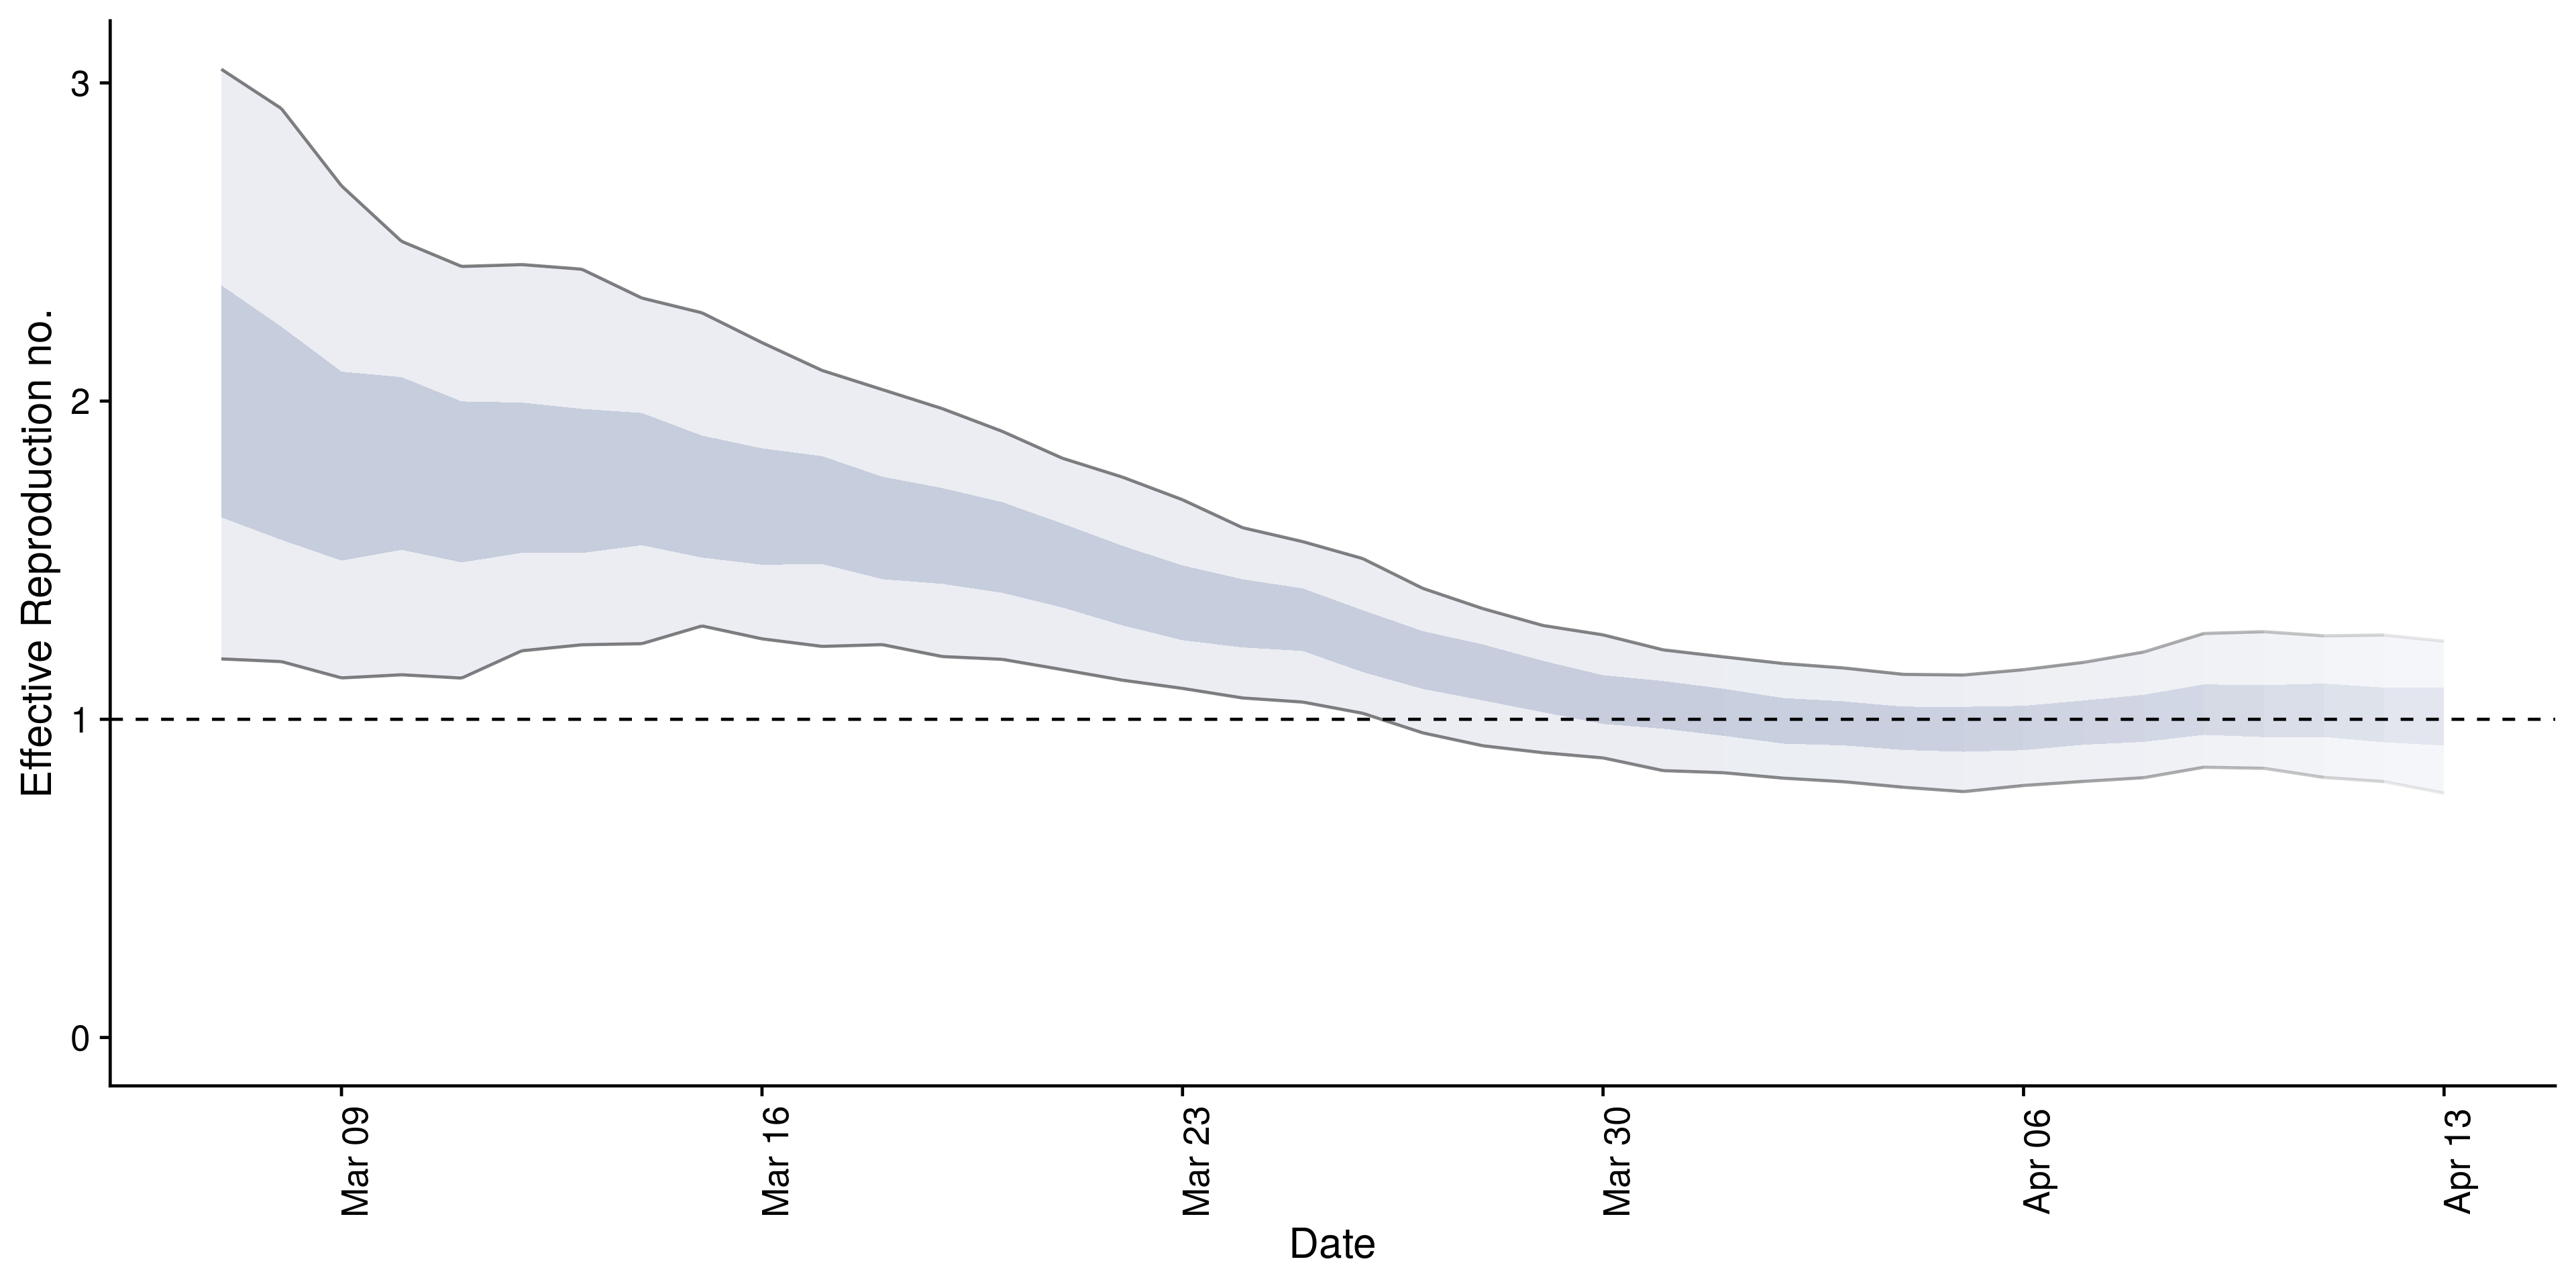 Effective Reproduction no.
3
2
1
0
Mar 09
Mar 16
Mar 23
Mar 30
Apr 06
Apr 13
Date